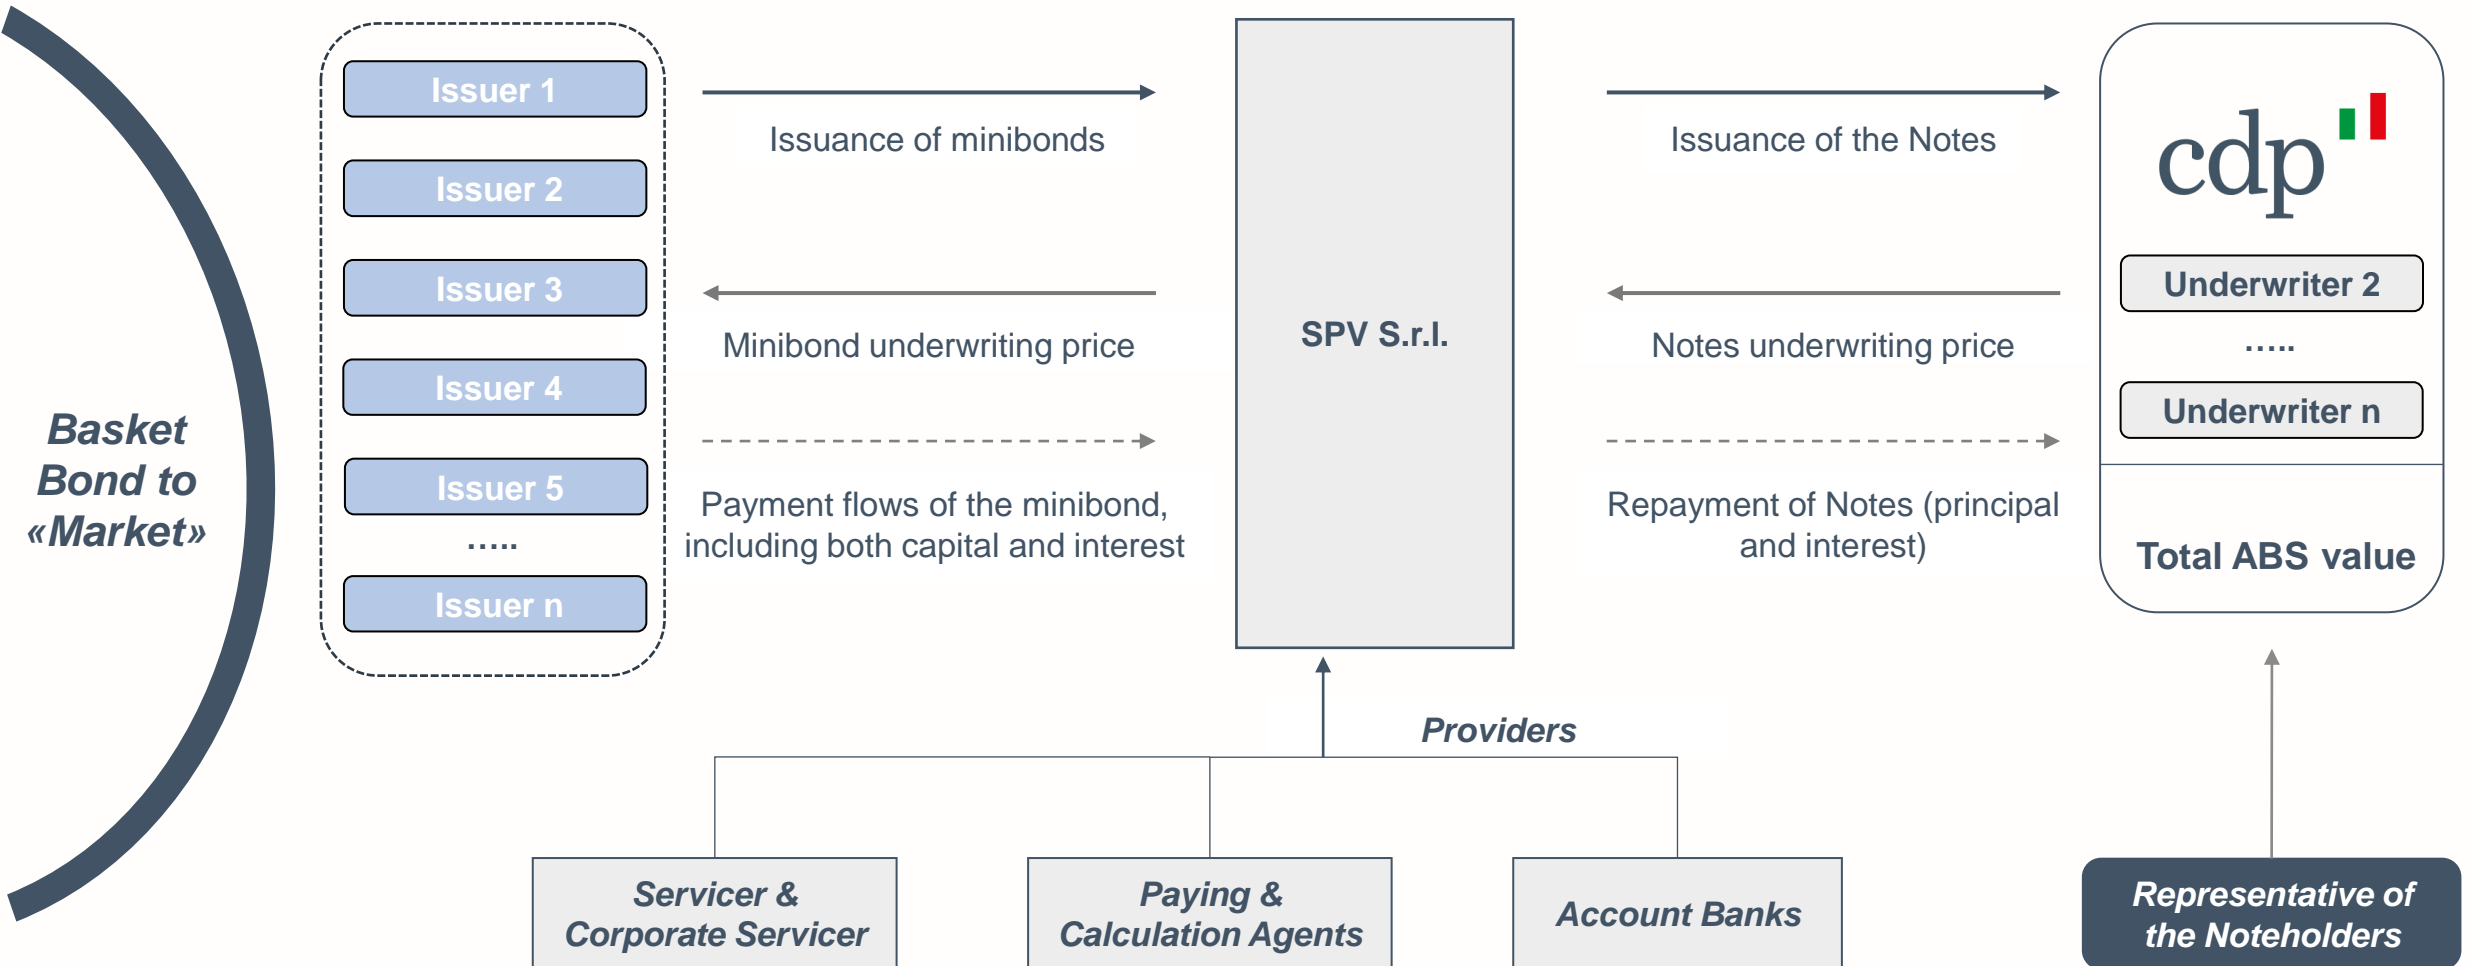 Basket
Bond to
«Market»
Issuer 1
Issuer 2
Issuer 3
Issuer 4
Issuer 5
.....
Issuer n
Issuance of minibonds
Minibond underwriting price
Payment flows of the minibond,
including both capital and interest
SPV S.r.l.
Issuance of the Notes
Notes underwriting price
Repayment of Notes (principal
and interest)
cdp
Underwriter 2
.....
Underwriter n
Total ABS value
Providers
Servicer &
Corporate Servicer
Paying &
Calculation Agents
Account Banks
Representative of
the Noteholders